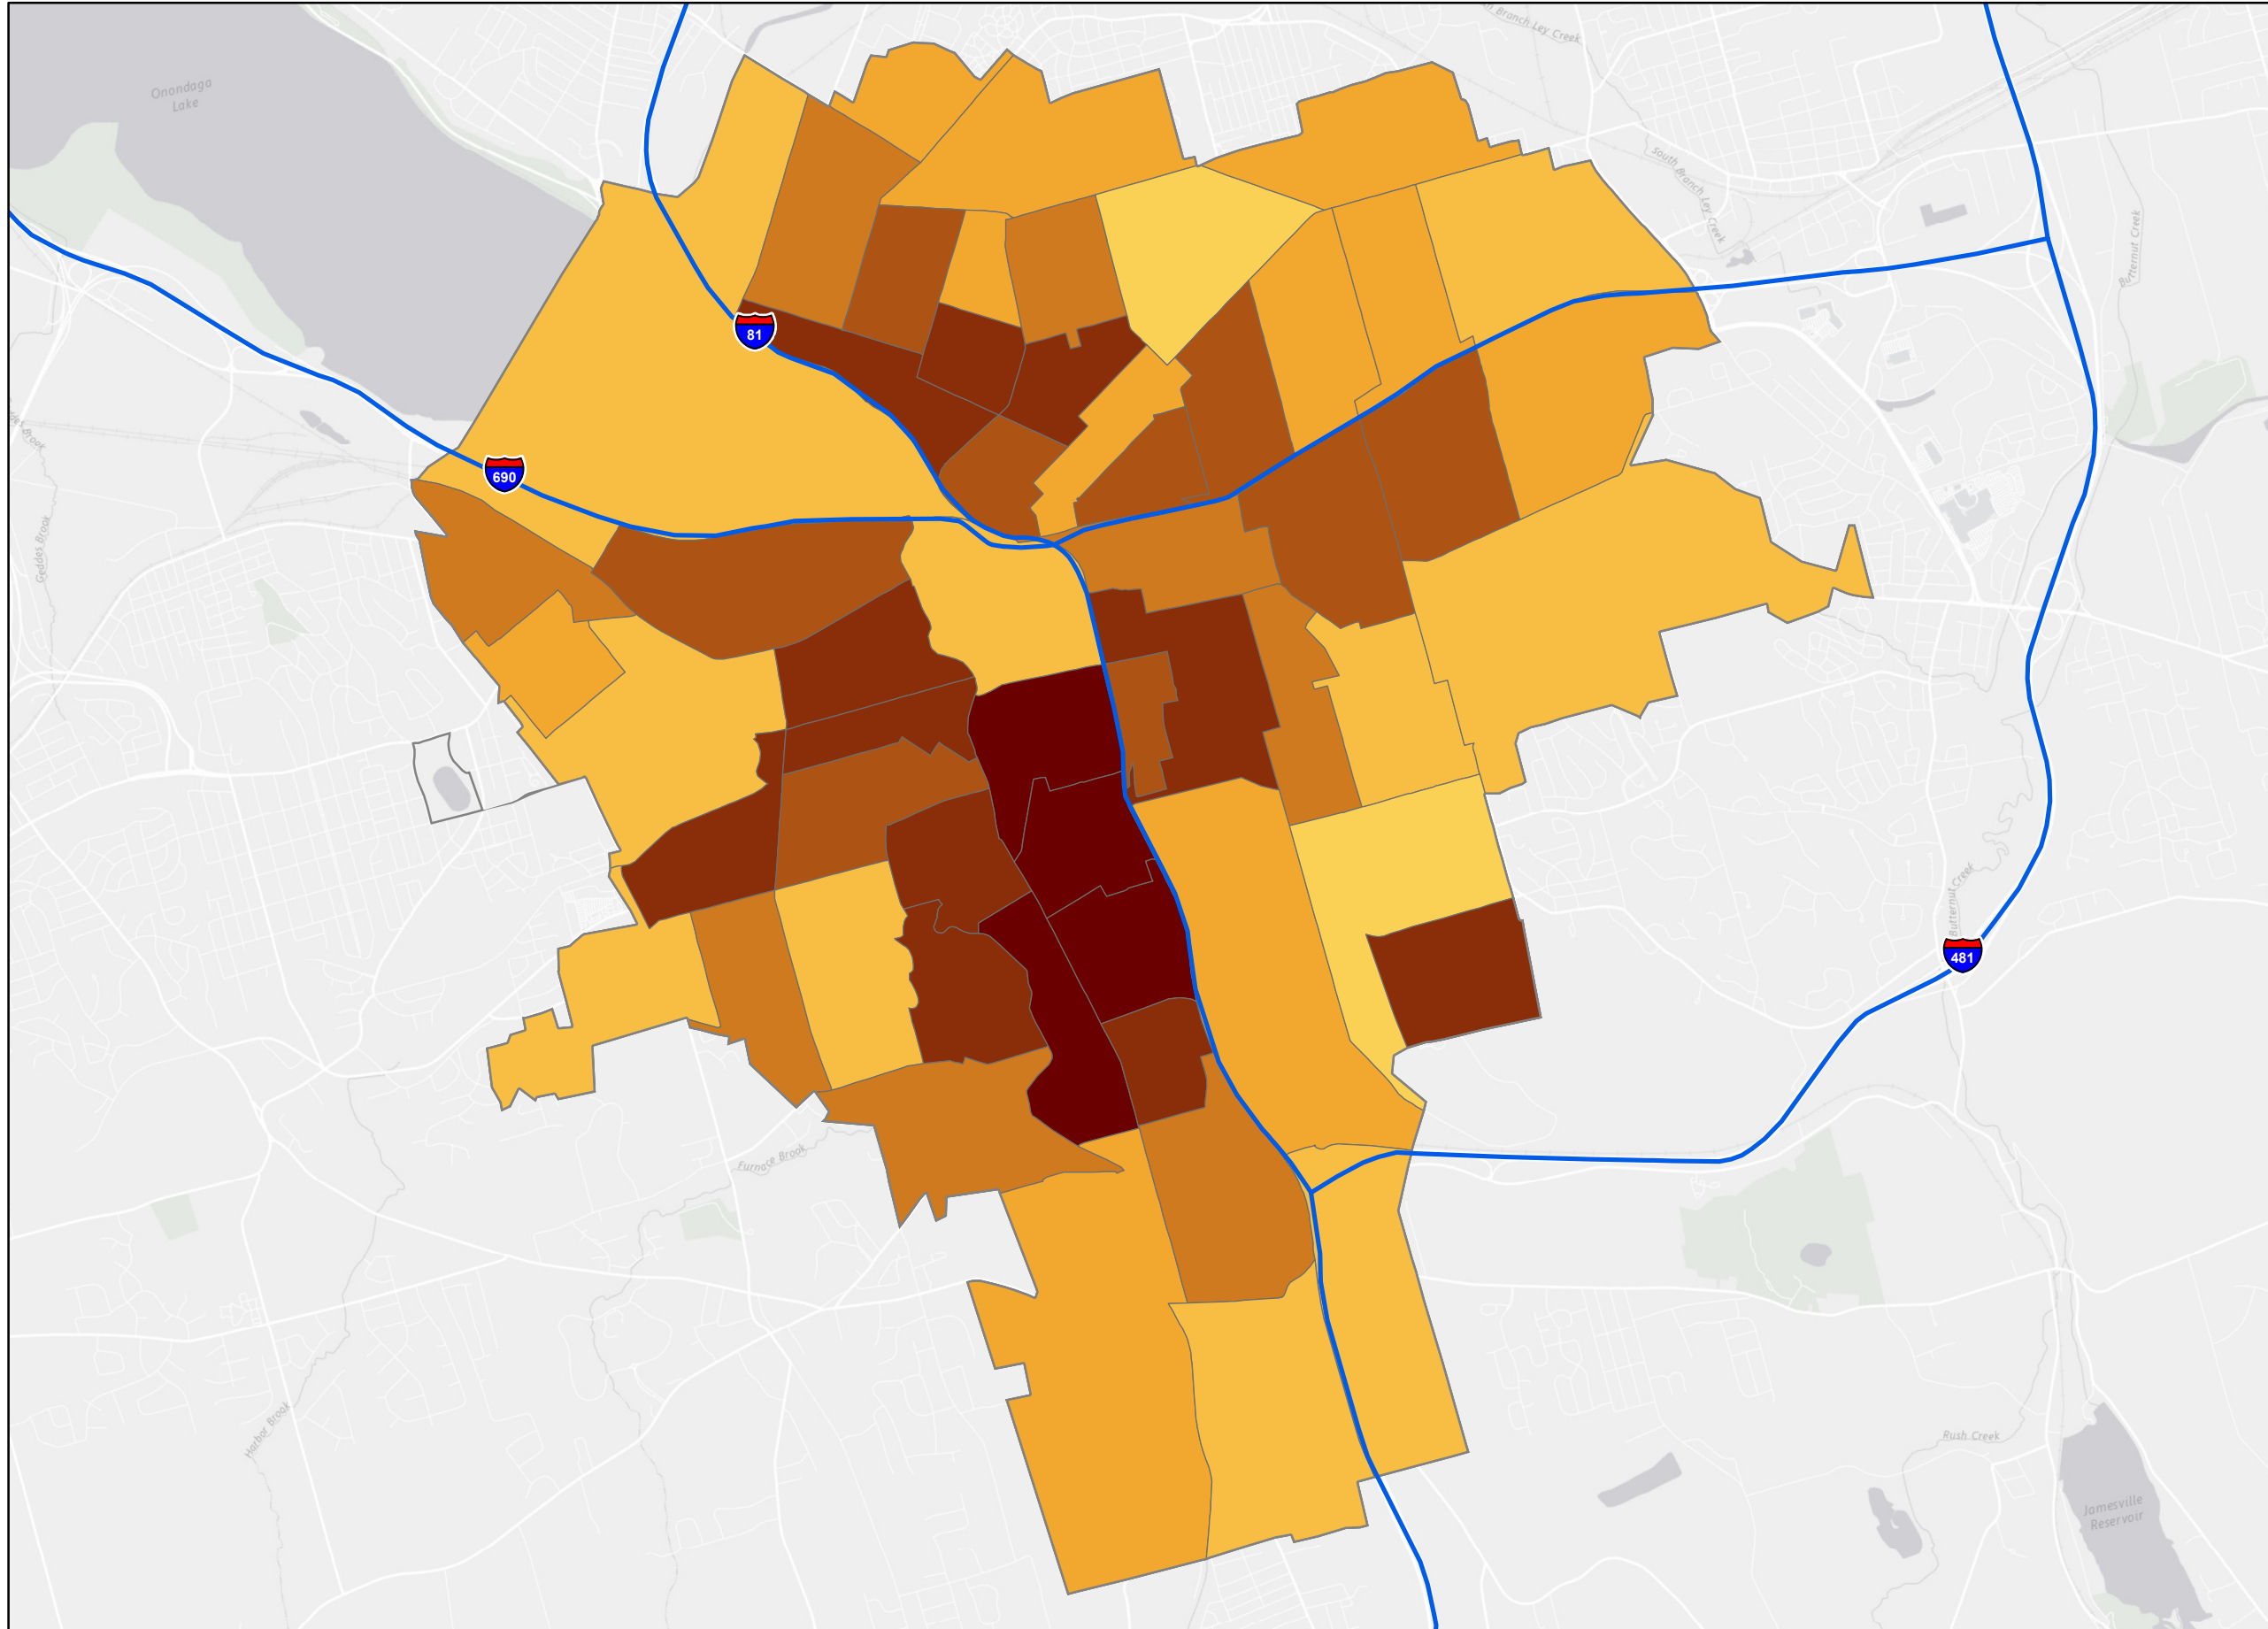 Branch Ley Creek
Onondaga
Lake
South Branch Ley Creek
Butternut Creek
81
690
Geddes Brook
Butternut Creek
481
Furnace Brook
Harbor Brook
Rush Creek
Jamesville
Reservoir